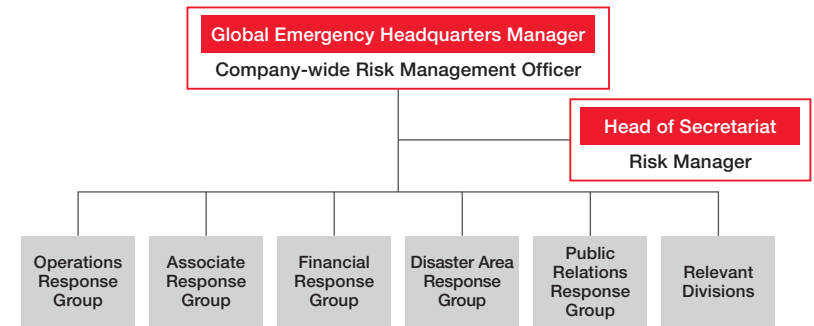 Global Emergency Headquarters Manager
Company-wide Risk Management Officer
Head of Secretariat
Risk Manager
Operations
Response
Group
Associate
Response
Group
Financial
Response
Group
Disaster Area
Response
Group
Public
Relations
Response
Group
Relevant
Divisions